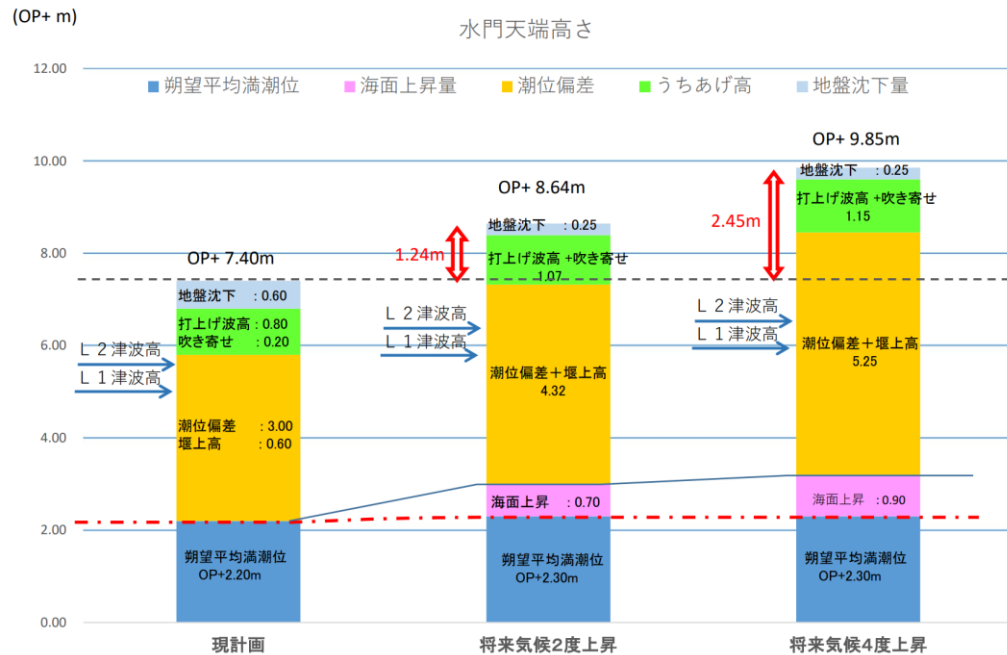 (OP+ m)
水門天端高さ
12.00
朔望平均満潮位 海面上昇量 潮位偏差 うちあげ高 地盤沈下量
10.00
8.00
6.00
4.00
2.00
0.00
OP+ 7.40m
地盤沈下 : 0.60
打上げ波高 : 0.80
吹き寄せ : 0.20
L 2津波高
L 1津波高
潮位偏差 : 3.00
堰上高 : 0.60
朔望平均満潮位
OP+2.20m
現計画
OP+ 8.64m
1.24m
地盤沈下 : 0.25
打上げ波高 +吹き寄せ
1.07
L 2津波高
L 1津波高
潮位偏差+堰上高
4.32
海面上昇 : 0.70
朔望平均満潮位
OP+2.30m
将来気候2度上昇
OP+ 9.85m
2.45m
地盤沈下 : 0.25
打上げ波高 +吹き寄せ
1.15
L 2津波高
L 1津波高
潮位偏差+堰上高
5.25
海面上昇 : 0.90
朔望平均満潮位
OP+2.30m
将来気候4度上昇